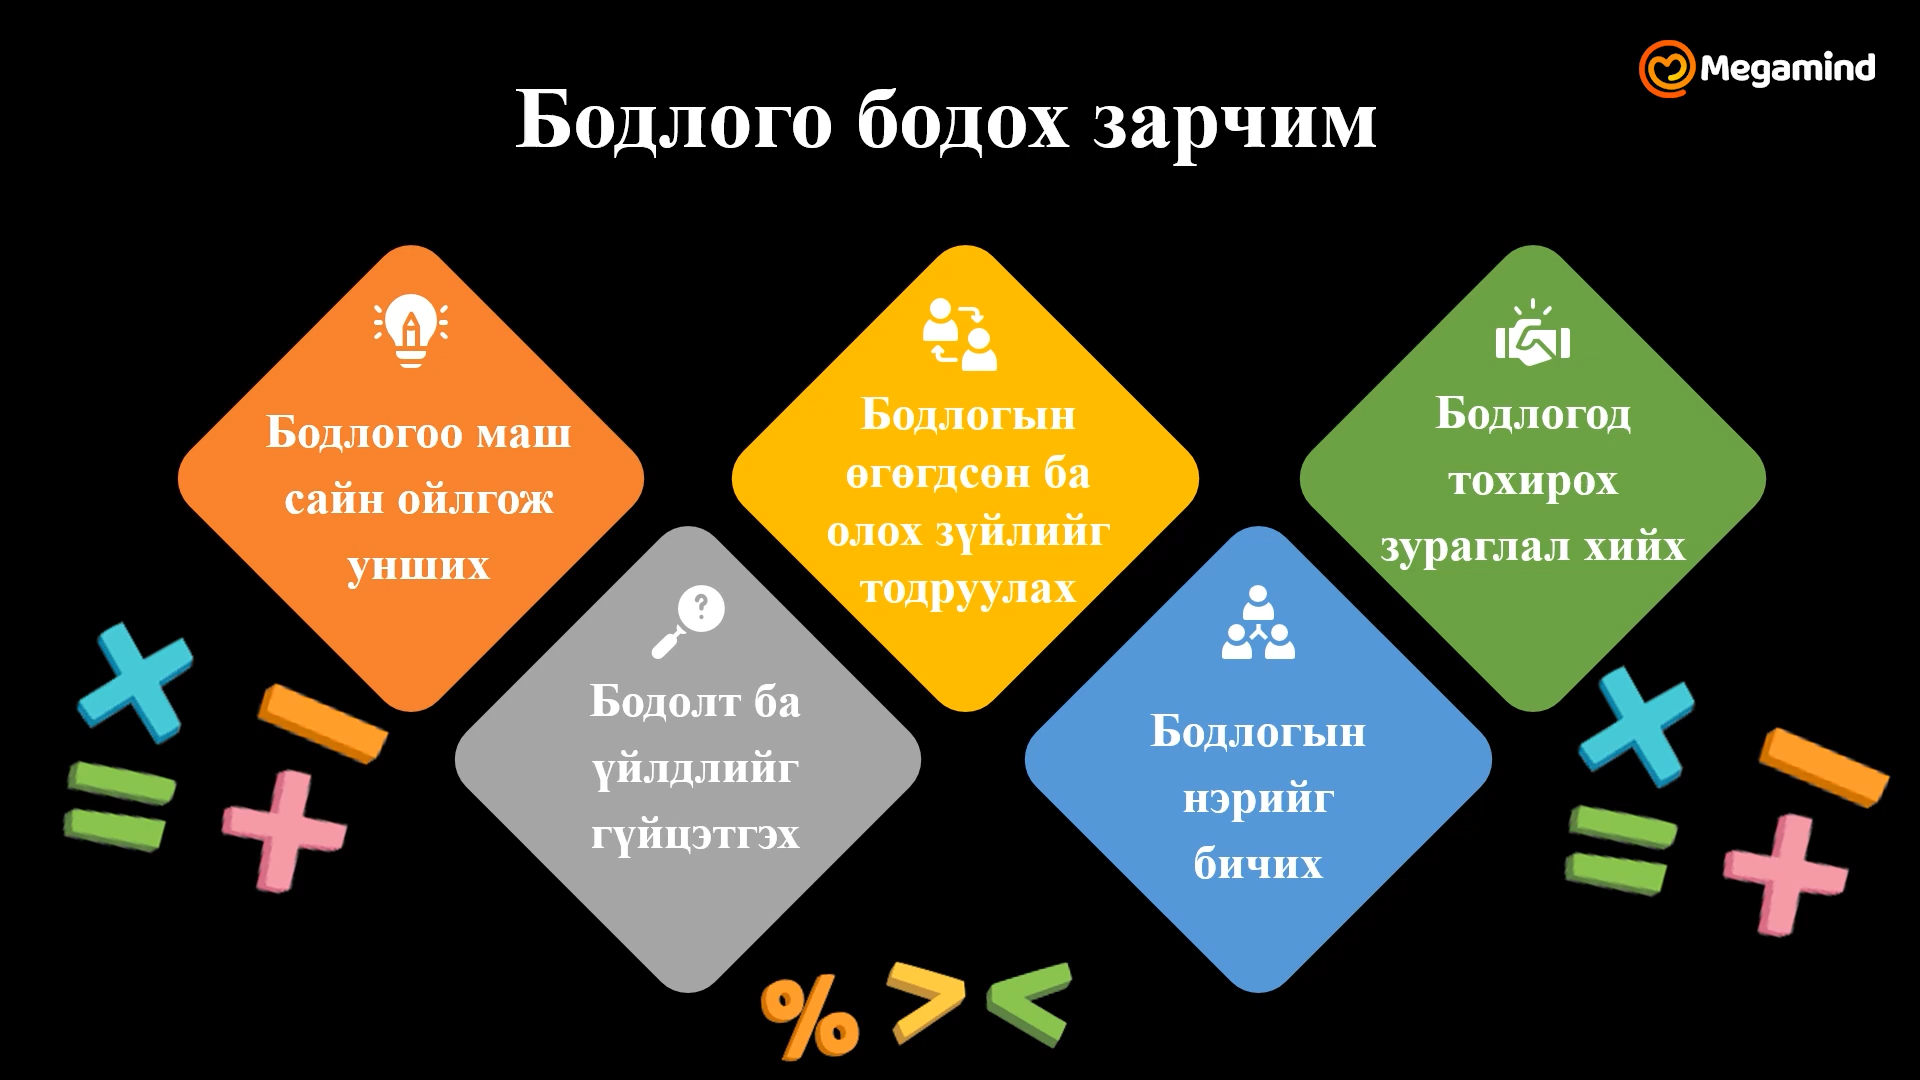 Megamind
Бодлого бодох зарчим
Бодлогоо маш
сайн ойлгож
унших
Бодлогын
өгөгдсөн ба
олох зүйлийг
тодруулах
Бодлогод
тохирох
зураглал хийх
?
Бодолт ба
үйлдлийг
гүйцэтгэх
Бодлогын
нэрийг
бичих
× −
= +
× −
= +
% > <